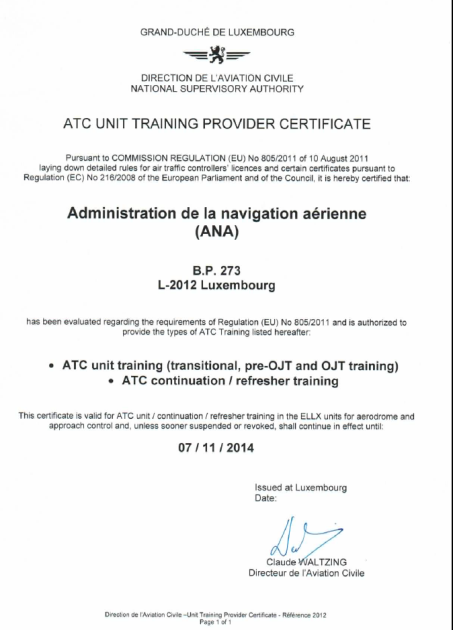 GRAND-DUCHÉ DE LUXEMBOURG
DIRECTION DE L'AVIATION CIVILE
NATIONAL SUPERVISORY AUTHORITY
ATC UNIT TRAINING PROVIDER CERTIFICATE
Pursuant to COMMISSION REGULATION (EU) No 805/2011 of 10 August 2011
laying down detailed rules for air traffic controllers' licences and certain certificates pursuant to
Regulation (EC) No 216/2008 of the European Parliament and of the Council, it is hereby certified that:
Administration de la navigation aérienne
(ANA)
B.P. 273
L-2012 Luxembourg
has been evaluated regarding the requirements of Regulation (EU) No 805/2011 and is authorized to
provide the types of ATC Training listed hereafter:
• ATC unit training (transitional, pre-OJT and OJT training)
• ATC continuation / refresher training
This certificate is valid for ATC unit / continuation / refresher training in the ELLX units for aerodrome and
approach control and, unless sooner suspended or revoked, shall continue in effect until:
07 / 11 / 2014
Issued at Luxembourg
Date:
Claude WALTZING
Directeur de l'Aviation Civile
Direction de l'Aviation Civile –Unit Training Provider Certificate - Référence 2012
Page 1 of 1